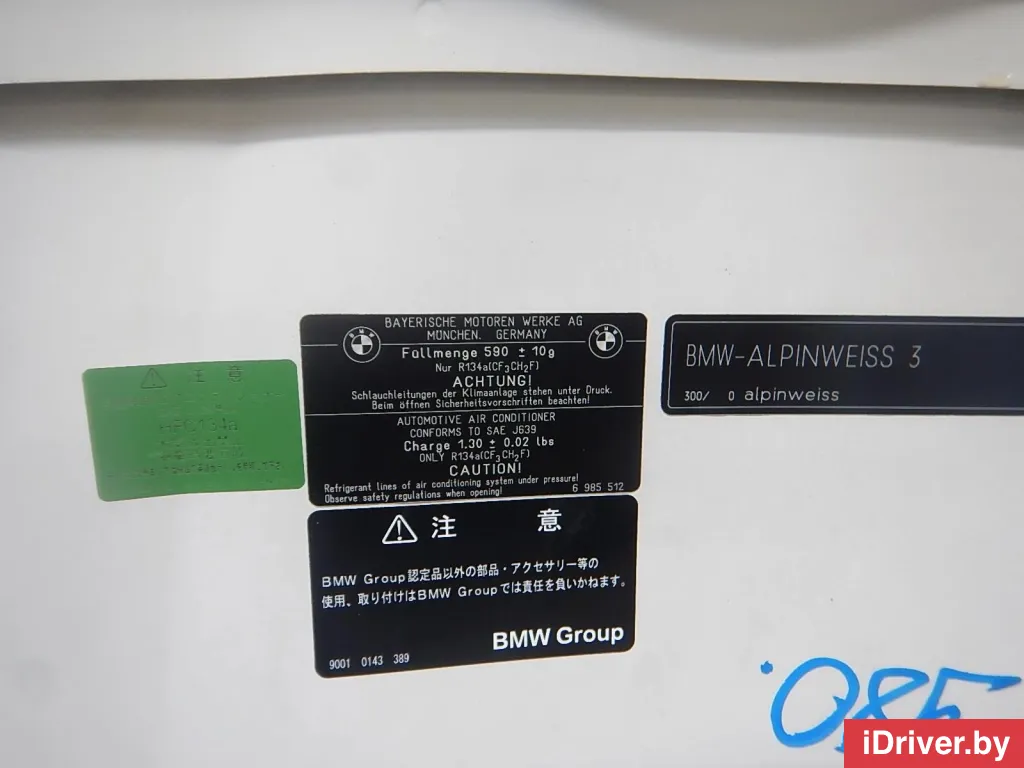 BAYERISCHE MOTOREN WERKE AG
MÜNCHEN, GERMANY
Füllmenge 590 ± 10g
Nur R134a(CF3CH2F)
ACHTUNG!
Schlauchleitungen der Klimaanlage stehen unter Druck.
Beim öffnen Sicherheitsvorschriften beachten!
AUTOMOTIVE AIR CONDITIONER
CONFORMS TO SAE J639
Charge 1.30 ± 0.02 lbs
ONLY R134a(CF3CH2F)
CAUTION!
Refrigerant lines of air conditioning system under pressure!
Observe safety regulations when opening!
6 985 512
BMW-ALPINWEISS 3
300/ 0 alpinweiss
注 意
HFC134a
注 意
BMW Group認定品以外の部品・アクセサリー等の
使用、取り付けはBMW Groupでは責任を負いかねます。
BMW Group
9001 0143 389
iDriver.by